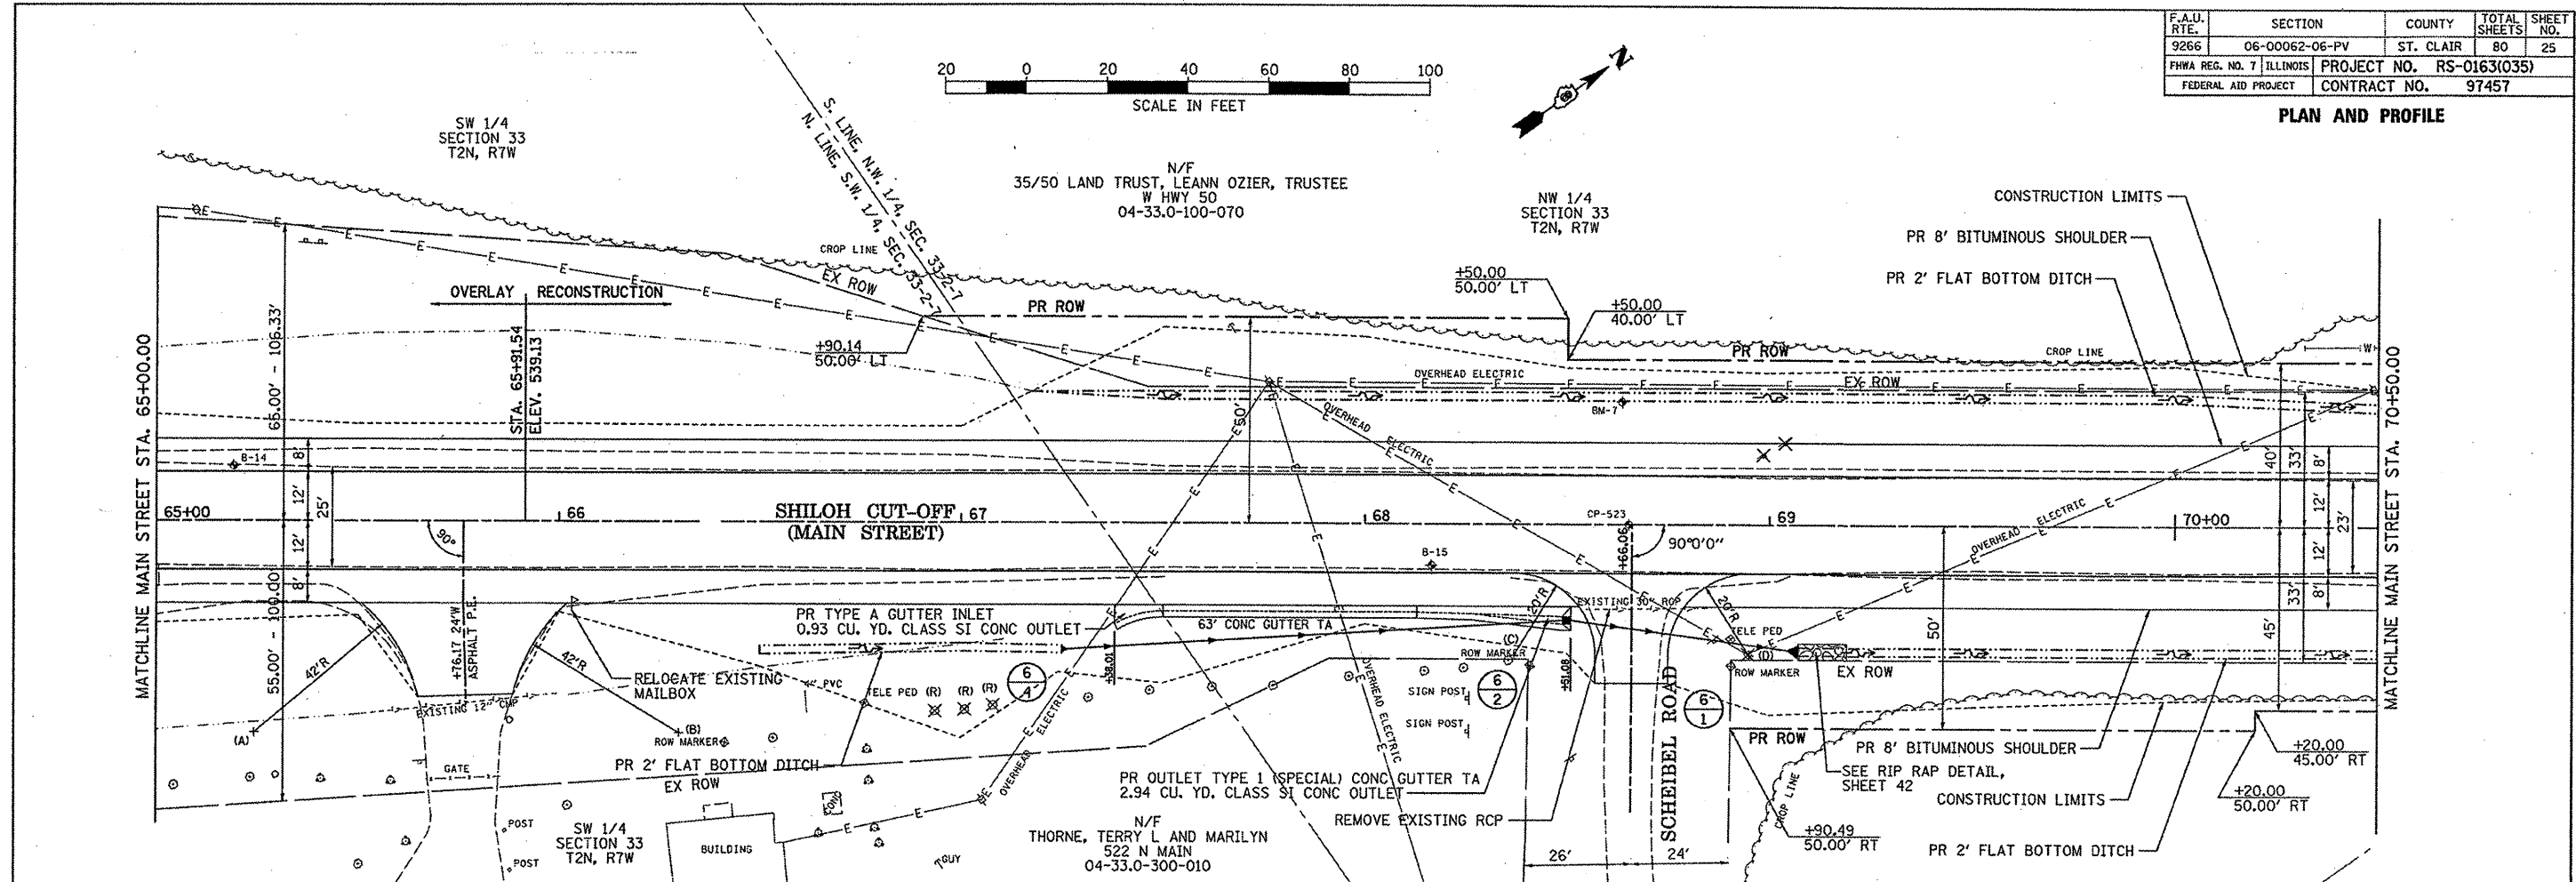 F.A.U. RTE. SECTION COUNTY TOTAL SHEETS SHEET NO.
9266 06-00062-06-PV ST. CLAIR 80 25
FHWA REG. NO. 7 ILLINOIS PROJECT NO. RS-0163(035)
FEDERAL AID PROJECT CONTRACT NO. 97457
PLAN AND PROFILE
20 0 20 40 60 80 100
SCALE IN FEET
N
SW 1/4
SECTION 33
T2N, R7W
S. LINE, N.W. 1/4, SEC. 33-2-7
N. LINE, S.W. 1/4, SEC. 33-2-7
N/F
35/50 LAND TRUST, LEANN OZIER, TRUSTEE
W HWY 50
04-33.0-100-070
NW 1/4
SECTION 33
T2N, R7W
CONSTRUCTION LIMITS
PR 8' BITUMINOUS SHOULDER
PR 2' FLAT BOTTOM DITCH
CROP LINE
EX ROW
OVERLAY
RECONSTRUCTION
PR ROW
+50.00
50.00' LT
+50.00
40.00' LT
+90.14
50.00' LT
PR ROW
CROP LINE
W
OVERHEAD ELECTRIC
EX ROW
BM-7
OVERHEAD ELECTRIC
MATCHLINE MAIN STREET STA. 65+00.00
65.00' - 106.33'
STA. 65+91.54
ELEV. 539.13
50'
B-14
8'
12'
25'
12'
8'
55.00' - 100.00'
65+00
66
SHILOH CUT-OFF
(MAIN STREET)
67
68
CP-523
69
70+00
90°
+66.06
90°0'0"
B-15
OVERHEAD ELECTRIC
40'
33'
8'
12'
23'
12'
8'
33'
45'
50'
MATCHLINE MAIN STREET STA. 70+50.00
+76.17 24'W
ASPHALT P.E.
42'R
42'R
PR TYPE A GUTTER INLET
0.93 CU. YD. CLASS SI CONC OUTLET
63' CONC GUTTER TA
20'R
EXISTING 30" RCP
20'R
TELE PED
(D)
ROW MARKER
EX ROW
RELOCATE EXISTING
MAILBOX
EXISTING 12" CMP
4" PVC
TELE PED (R) (R) (R)
6
4
+38.01
(C)
ROW MARKER
SIGN POST
SIGN POST
6
2
+51.08
6
1
(A)
(B)
ROW MARKER
GATE
PR 2' FLAT BOTTOM DITCH
EX ROW
OVERHEAD ELECTRIC
OVERHEAD ELECTRIC
SCHEIBEL ROAD
PR ROW
PR 8' BITUMINOUS SHOULDER
SEE RIP RAP DETAIL,
SHEET 42
CONSTRUCTION LIMITS
+20.00
45.00' RT
+20.00
50.00' RT
PR OUTLET TYPE 1 (SPECIAL) CONC GUTTER TA
2.94 CU. YD. CLASS SI CONC OUTLET
REMOVE EXISTING RCP
CROP LINE
+90.49
50.00' RT
PR 2' FLAT BOTTOM DITCH
POST
POST
SW 1/4
SECTION 33
T2N, R7W
BUILDING
CONC
GUY
N/F
THORNE, TERRY L AND MARILYN
522 N MAIN
04-33.0-300-010
26'
24'